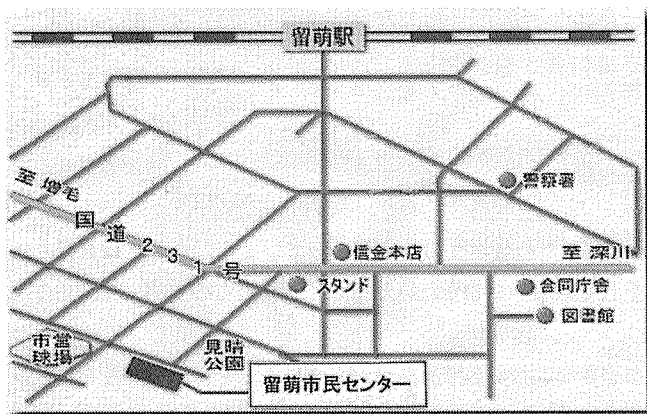 留萌駅
警察署
至 増毛
国道231号
信金本店
至 深川
スタンド
合同庁舎
図書館
市営
球場
見晴
公園
留萌市民センター